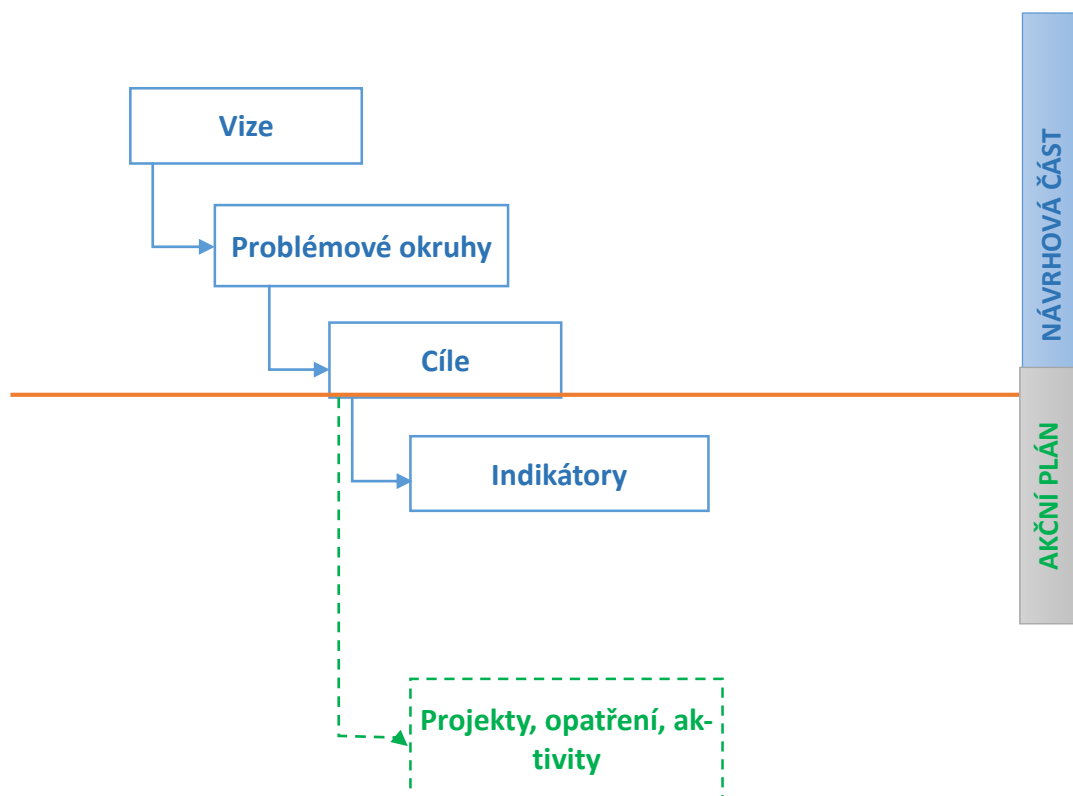 Vize
Problémové okruhy
Cíle
Indikátory
Projekty, opatření, ak-
tivity
NÁVRHOVÁ ČÁST
AKČNÍ PLÁN